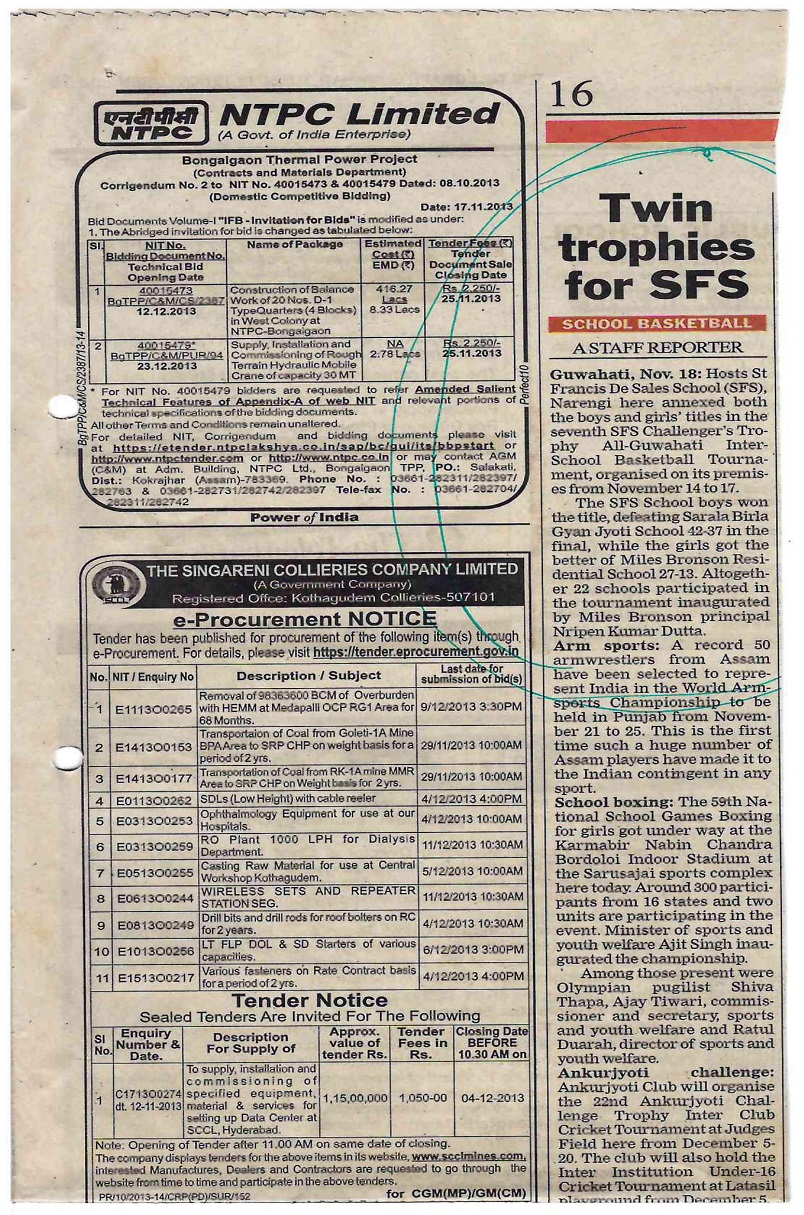 एनटीपीसी
NTPC
NTPC Limited
(A Govt. of India Enterprise)
Bongaigaon Thermal Power Project
(Contracts and Materials Department)
Corrigendum No. 2 to NIT No. 40015473 & 40015479 Dated: 08.10.2013
(Domestic Competitive Bidding)
Date: 17.11.2013
Bid Documents Volume-I "IFB - Invitation for Bids" is modified as under:
1. The Abridged invitation for bid is changed as tabulated below:
Sl. NIT No. Bidding Document No. Technical Bid Opening Date Name of Package Estimated Cost (₹) EMD (₹) Tender Fees (₹) Tender Document Sale Closing Date
1 40015473 Construction of Balance 416.27 Rs. 2,250/-
BgTPP/C&M/CS/2387 Work of 20 Nos. D-1 Lacs 25.11.2013
12.12.2013 Type Quarters (4 Blocks) 8.33 Lacs
in West Colony at
NTPC-Bongaigaon
2 40015479* Supply, Installation and NA Rs. 2,250/-
BgTPP/C&M/PUR/94 Commissioning of Rough 2.78 Lacs 25.11.2013
23.12.2013 Terrain Hydraulic Mobile
Crane of capacity 30 MT
* For NIT No. 40015479 bidders are requested to refer Amended Salient
Technical Features of Appendix-A of web NIT and relevant portions of
technical specifications of the bidding documents.
All other Terms and Conditions remain unaltered.
For detailed NIT, Corrigendum and bidding documents please visit
at https://etender.ntpclakshya.co.in/sap/bc/gui/its/bbpstart or
http://www.ntpctender.com or http://www.ntpc.co.in or may contact AGM
(C&M) at Adm. Building, NTPC Ltd., Bongaigaon TPP, PO.: Salakati,
Dist.: Kokrajhar (Assam)-783369. Phone No. : 03661-282311/282397/
282763 & 03661-282731/282742/282397 Tele-fax No. : 03661-282704/
282311/282742
BgTPP/C&M/CS/2387/13-14
Perfect10
Power of India
THE SINGARENI COLLIERIES COMPANY LIMITED
(A Government Company)
Registered Offce: Kothagudem Collieries-507101
e-Procurement NOTICE
Tender has been published for procurement of the following item(s) through
e-Procurement. For details, please visit https://tender.eprocurement.gov.in
No. NIT / Enquiry No Description / Subject Last date for submission of bid(s)
1 E111300265 Removal of 98363600 BCM of Overburden
with HEMM at Medapalli OCP RG1 Area for 9/12/2013 3:30PM
68 Months.
2 E141300153 Transportaion of Coal from Goleti-1A Mine
BPA Area to SRP CHP on weight basis for a 29/11/2013 10:00AM
period of 2 yrs.
3 E141300177 Transportation of Coal from RK-1A mine MMR
Area to SRP CHP on Weight basis for 2 yrs. 29/11/2013 10:00AM
4 E011300262 SDLs (Low Height) with cable reeler 4/12/2013 4:00PM
5 E031300253 Ophthalmology Equipment for use at our
Hospitals. 4/12/2013 10:00AM
6 E031300259 RO Plant 1000 LPH for Dialysis
Department. 11/12/2013 10:30AM
7 E051300255 Casting Raw Material for use at Central
Workshop Kothagudem. 5/12/2013 10:00AM
8 E061300244 WIRELESS SETS AND REPEATER
STATION SEG. 11/12/2013 10:30AM
9 E081300249 Drill bits and drill rods for roof bolters on RC
for 2 years. 4/12/2013 10:30AM
10 E101300256 LT FLP DOL & SD Starters of various
capacities. 6/12/2013 3:00PM
11 E151300217 Various fasteners on Rate Contract basis
for a period of 2 yrs. 4/12/2013 4:00PM
Tender Notice
Sealed Tenders Are Invited For The Following
Sl No. Enquiry Number & Date. Description For Supply of Approx. value of tender Rs. Tender Fees in Rs. Closing Date BEFORE 10.30 AM on
To supply, installation and
commissioning of
1 C171300274 specified equipment, 1,15,00,000 1,050-00 04-12-2013
dt. 12-11-2013 material & services for
setting up Data Center at
SCCL, Hyderabad.
Note: Opening of Tender after 11.00 AM on same date of closing.
The company displays tenders for the above items in its website, www.scclmines.com,
interested Manufactures, Dealers and Contractors are requested to go through the
website from time to time and participate in the above tenders.
PR/10/2013-14/CRP(PD)/SUR/152 for CGM(MP)/GM(CM)
16
Twin
trophies
for SFS
SCHOOL BASKETBALL
A STAFF REPORTER
Guwahati, Nov. 18: Hosts St
Francis De Sales School (SFS),
Narengi here annexed both
the boys and girls' titles in the
seventh SFS Challenger's Tro-
phy All-Guwahati Inter-
School Basketball Tourna-
ment, organised on its premis-
es from November 14 to 17.
The SFS School boys won
the title, defeating Sarala Birla
Gyan Jyoti School 42-37 in the
final, while the girls got the
better of Miles Bronson Resi-
dential School 27-13. Altogeth-
er 22 schools participated in
the tournament inaugurated
by Miles Bronson principal
Nripen Kumar Dutta.
Arm sports: A record 50
armwrestlers from Assam
have been selected to repre-
sent India in the World Arm-
sports Championship to be
held in Punjab from Novem-
ber 21 to 25. This is the first
time such a huge number of
Assam players have made it to
the Indian contingent in any
sport.
School boxing: The 59th Na-
tional School Games Boxing
for girls got under way at the
Karmabir Nabin Chandra
Bordoloi Indoor Stadium at
the Sarusajai sports complex
here today. Around 300 partici-
pants from 16 states and two
units are participating in the
event. Minister of sports and
youth welfare Ajit Singh inau-
gurated the championship.
Among those present were
Olympian pugilist Shiva
Thapa, Ajay Tiwari, commis-
sioner and secretary, sports
and youth welfare and Ratul
Duarah, director of sports and
youth welfare.
Ankurjyoti challenge:
Ankurjyoti Club will organise
the 22nd Ankurjyoti Chal-
lenge Trophy Inter Club
Cricket Tournament at Judges
Field here from December 5-
20. The club will also hold the
Inter Institution Under-16
Cricket Tournament at Latasil
playground from December 5.